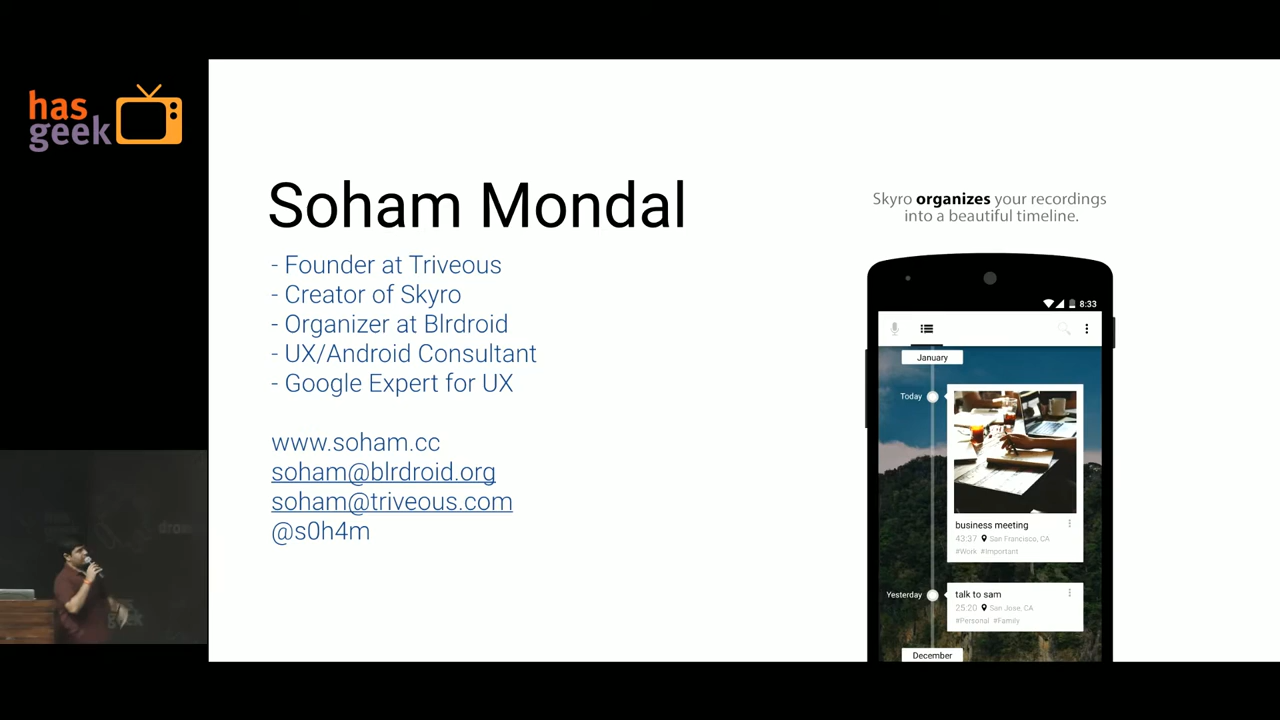 has
geek
Soham Mondal
- Founder at Triveous
- Creator of Skyro
- Organizer at Blrdroid
- UX/Android Consultant
- Google Expert for UX
www.soham.cc
soham@blrdroid.org
soham@triveous.com
@s0h4m
Skyro organizes your recordings
into a beautiful timeline.
8:33
January
Today
business meeting
43:37 San Francisco, CA
#Work #Important
Yesterday
talk to sam
25:20 San Jose, CA
#Personal #Family
December